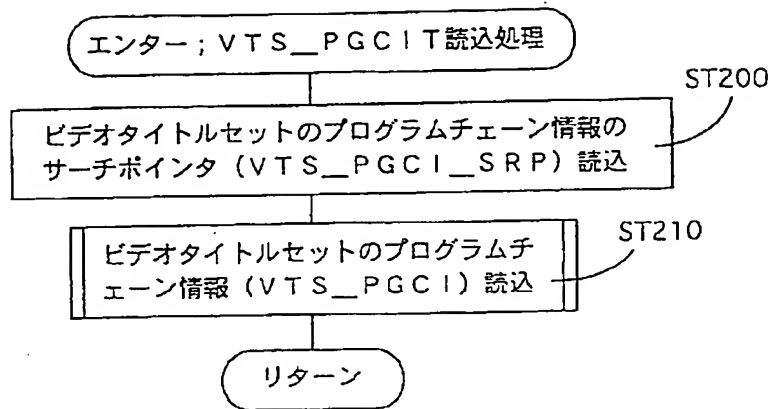 エンター；ＶＴＳ＿ＰＧＣＩＴ読込処理
ST200
ビデオタイトルセットのプログラムチェーン情報の
サーチポインタ（ＶＴＳ＿ＰＧＣＩ＿ＳＲＰ）読込
ST210
ビデオタイトルセットのプログラムチ
ェーン情報（ＶＴＳ＿ＰＧＣＩ）読込
リターン